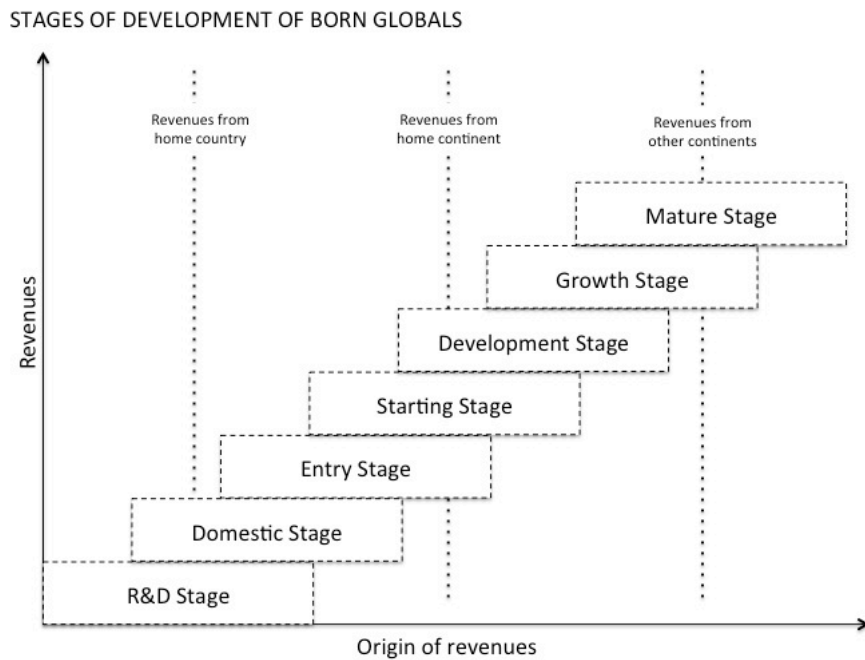 STAGES OF DEVELOPMENT OF BORN GLOBALS
Revenues from
home country
Revenues from
home continent
Revenues from
other continents
Mature Stage
Growth Stage
Development Stage
Starting Stage
Entry Stage
Domestic Stage
R&D Stage
Revenues
Origin of revenues